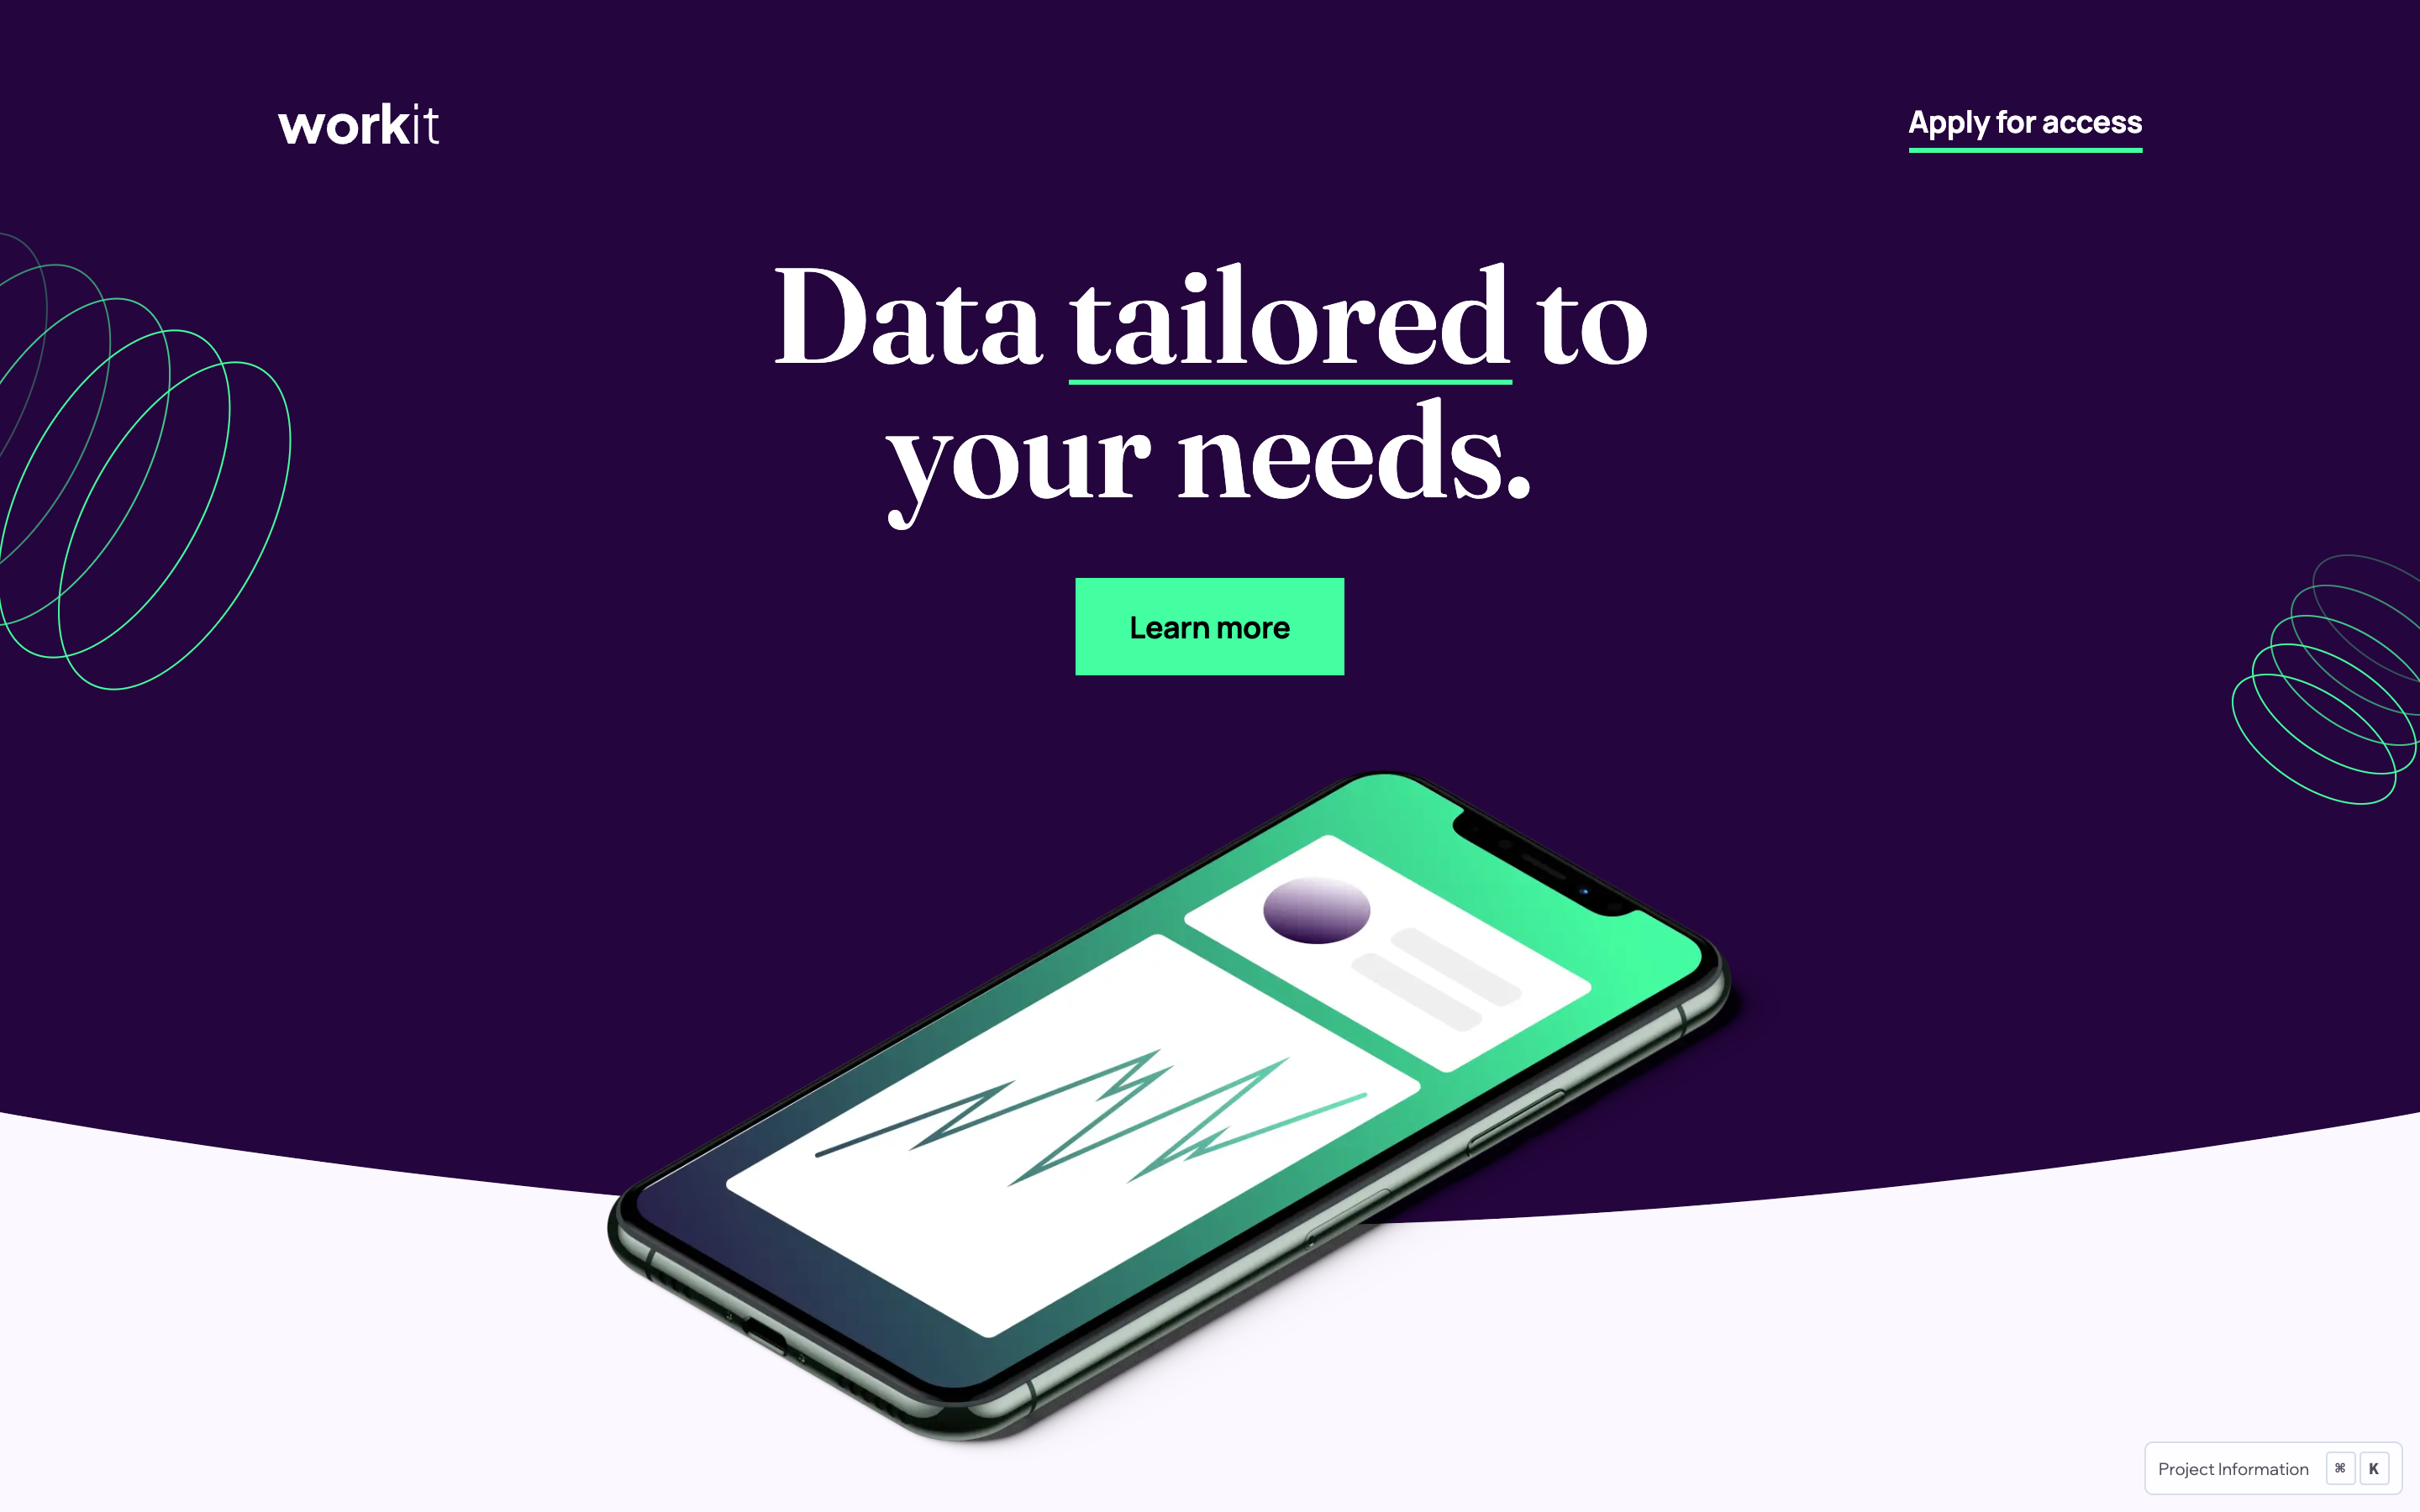 workit
Apply for access
Data tailored to
your needs.
Learn more
Project Information ⌘ K